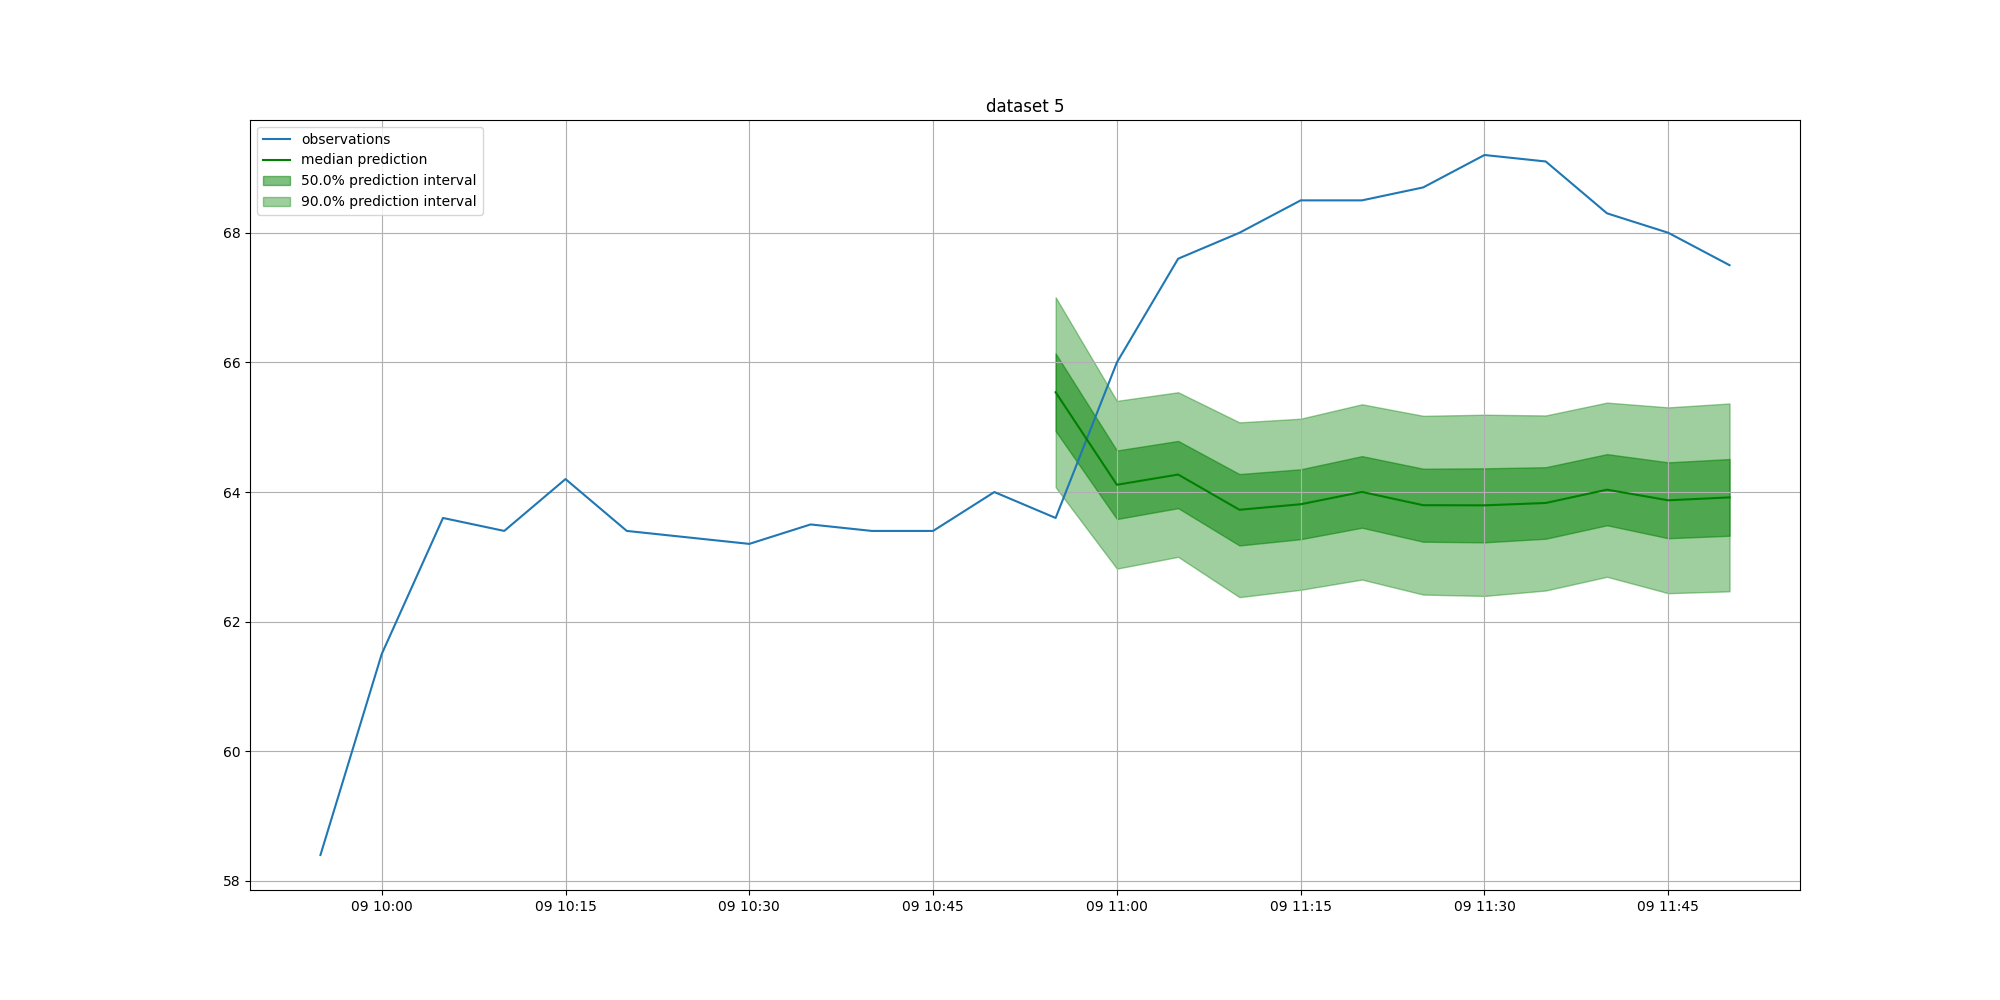 dataset 5
observations
median prediction
50.0% prediction interval
90.0% prediction interval
68
66
64
62
60
58
09 10:00 09 10:15 09 10:30 09 10:45 09 11:00 09 11:15 09 11:30 09 11:45